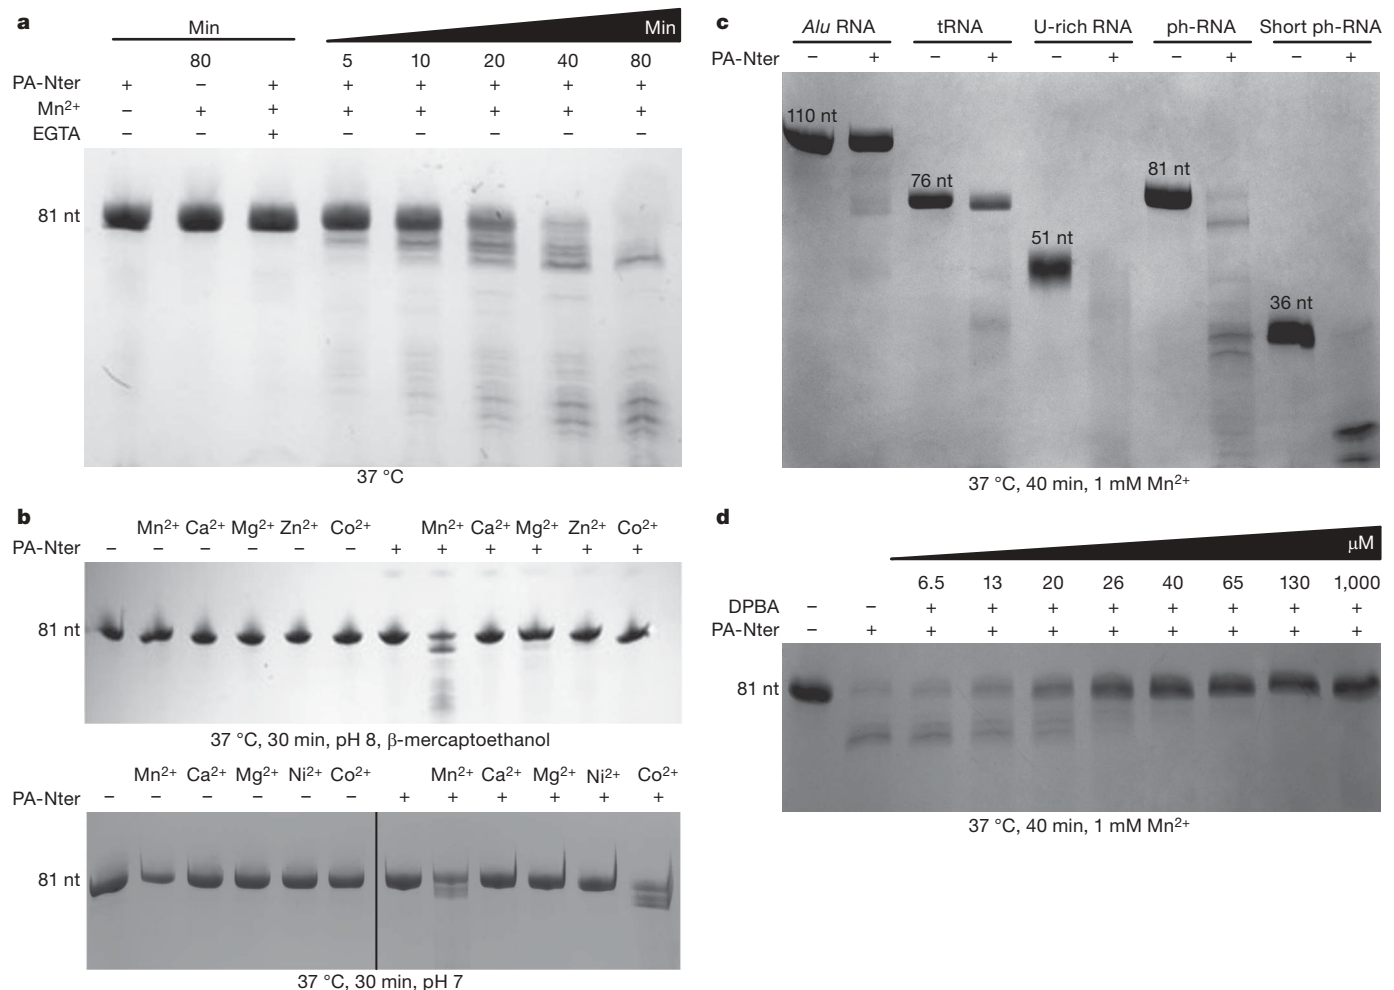 a
Min
Min
80 5 10 20 40 80
PA-Nter + − + + + + + +
Mn2+ − + + + + + + +
EGTA − − + − − − − −
81 nt
37 °C
b
Mn2+ Ca2+ Mg2+ Zn2+ Co2+ Mn2+ Ca2+ Mg2+ Zn2+ Co2+
PA-Nter − − − − − − + + + + + +
81 nt
37 °C, 30 min, pH 8, β-mercaptoethanol
Mn2+ Ca2+ Mg2+ Ni2+ Co2+ Mn2+ Ca2+ Mg2+ Ni2+ Co2+
PA-Nter − − − − − − + + + + + +
81 nt
37 °C, 30 min, pH 7
c
Alu RNA tRNA U-rich RNA ph-RNA Short ph-RNA
PA-Nter − + − + − + − + − +
110 nt
76 nt
51 nt
81 nt
36 nt
37 °C, 40 min, 1 mM Mn2+
d
μM
6.5 13 20 26 40 65 130 1,000
DPBA − − + + + + + + + +
PA-Nter − + + + + + + + + +
81 nt
37 °C, 40 min, 1 mM Mn2+